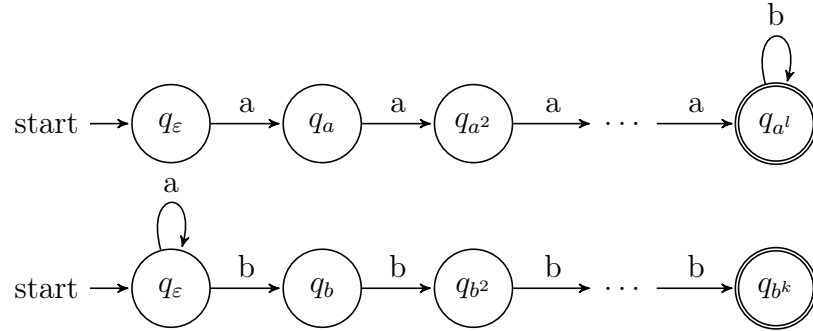 b
a a a a a
start q_ε q_a q_{a^2} ... q_{a^l}
a
b b b b
start q_ε q_b q_{b^2} ... q_{b^k}